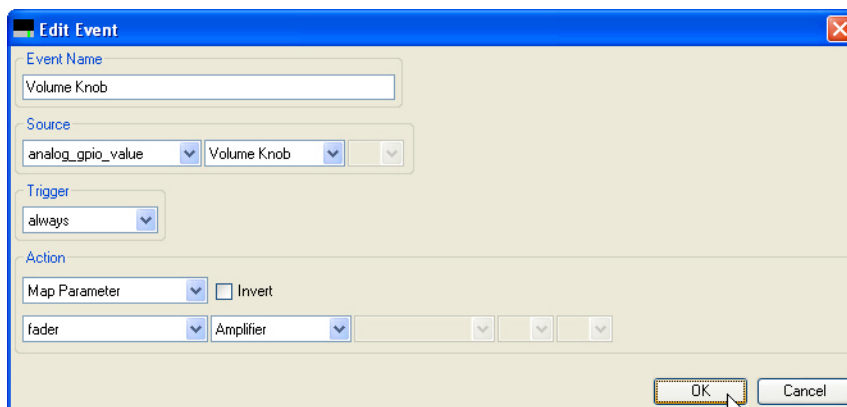 Edit Event
Event Name
Volume Knob
Source
analog_gpio_value Volume Knob
Trigger
always
Action
Map Parameter Invert
fader Amplifier
OK Cancel